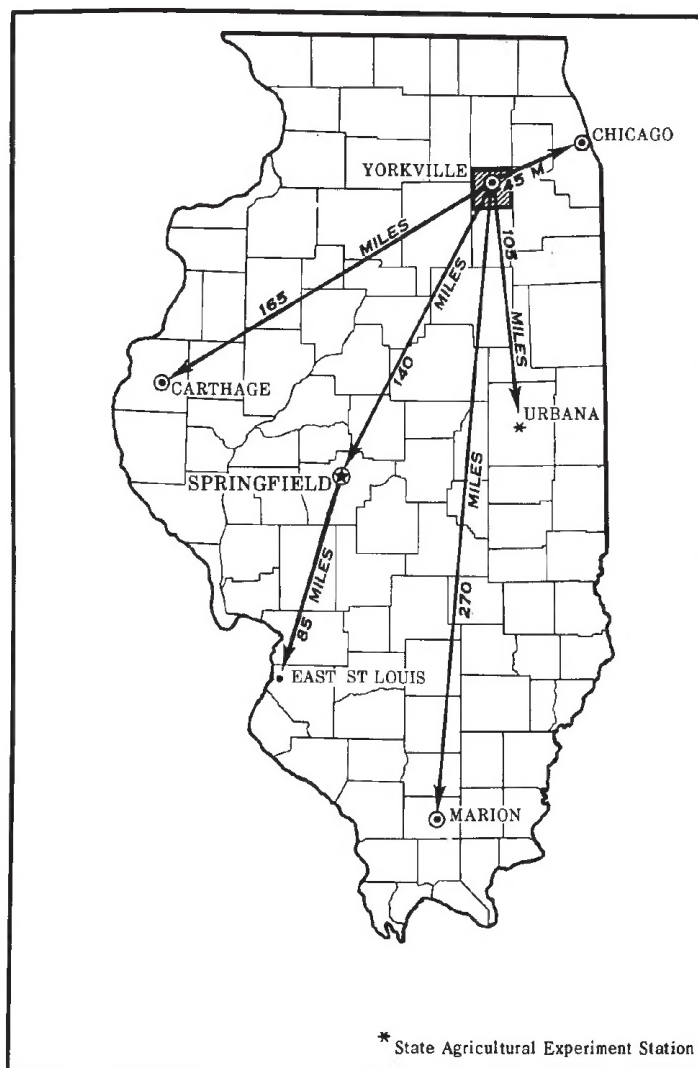 CHICAGO
YORKVILLE
45 M
MILES
165
MILES
140
105
MILES
MILES
270
CARTHAGE
URBANA
*
SPRINGFIELD
MILES
85
EAST ST LOUIS
MARION
* State Agricultural Experiment Station